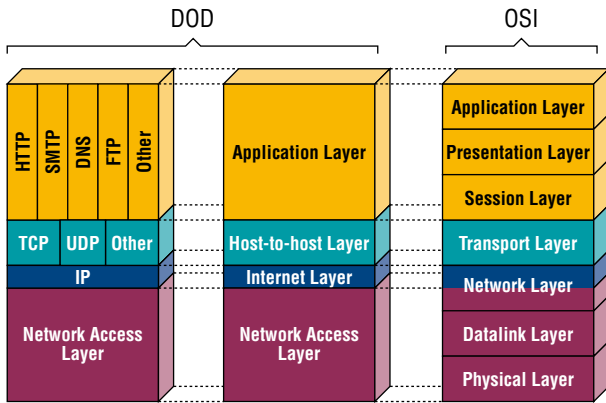 DOD
OSI
HTTP
SMTP
DNS
FTP
Other
Application Layer
Application Layer
Presentation Layer
Session Layer
TCP
UDP
Other
Host-to-host Layer
Transport Layer
IP
Internet Layer
Network Layer
Network Access
Layer
Network Access
Layer
Datalink Layer
Physical Layer